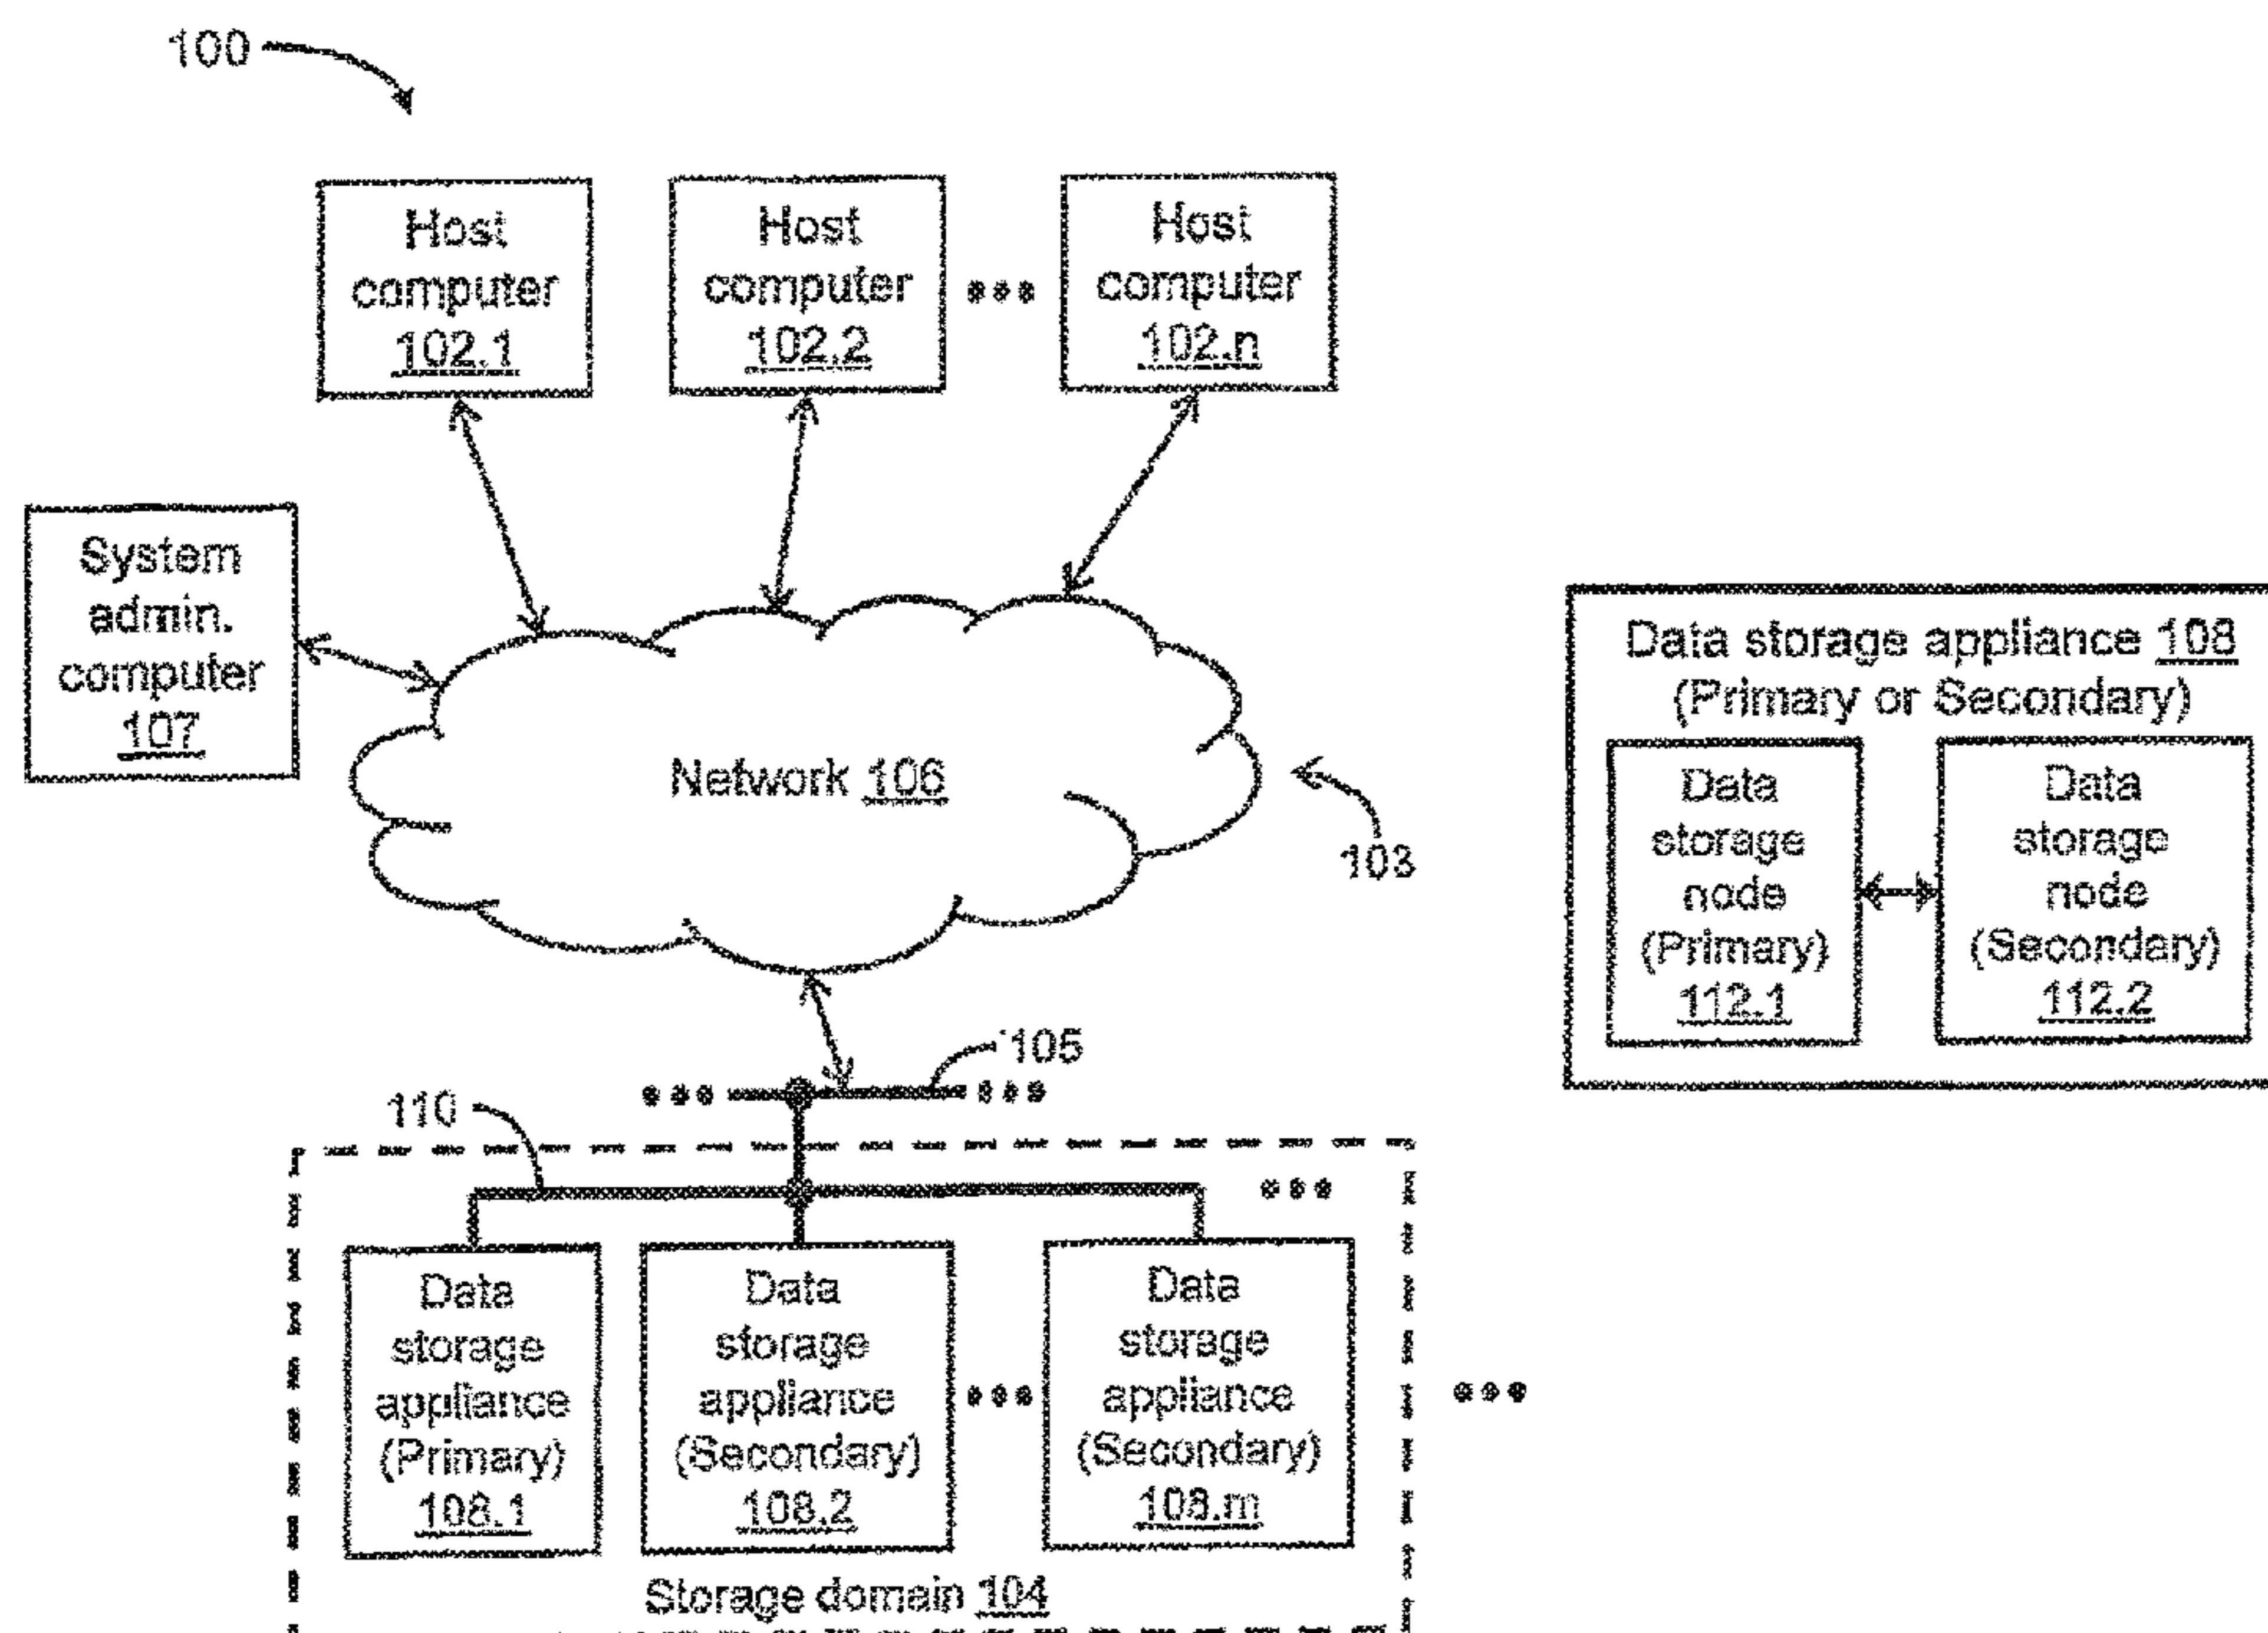 100
Host
computer
102.1
Host
computer
102.2
Host
computer
102.n
System
admin.
computer
107
Network 106
103
Data storage appliance 108
(Primary or Secondary)
Data
storage
node
(Primary)
112.1
Data
storage
node
(Secondary)
112.2
105
110
Data
storage
appliance
(Primary)
108.1
Data
storage
appliance
(Secondary)
108.2
Data
storage
appliance
(Secondary)
108.m
Storage domain 104